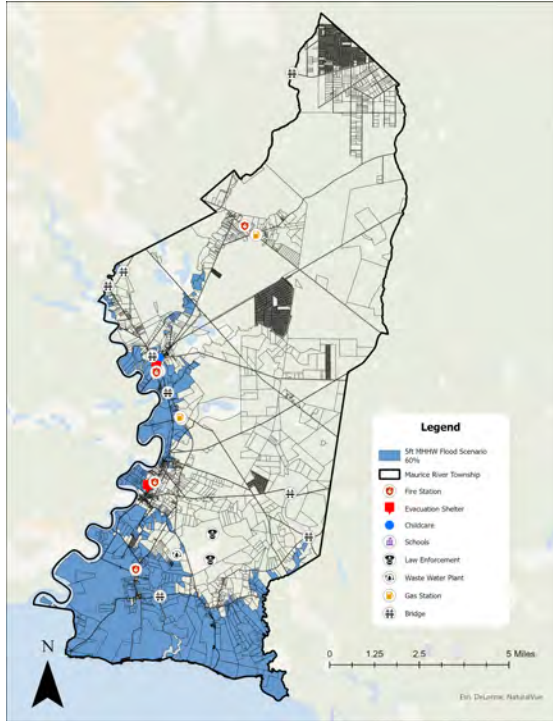 Legend
5ft MHHW Flood Scenario
60%
Maurice River Township
Fire Station
Evacuation Shelter
Childcare
Schools
Law Enforcement
Waste Water Plant
Gas Station
Bridge
N
0 1.25 2.5 5 Miles
Esri, DeLorme, NaturalVue